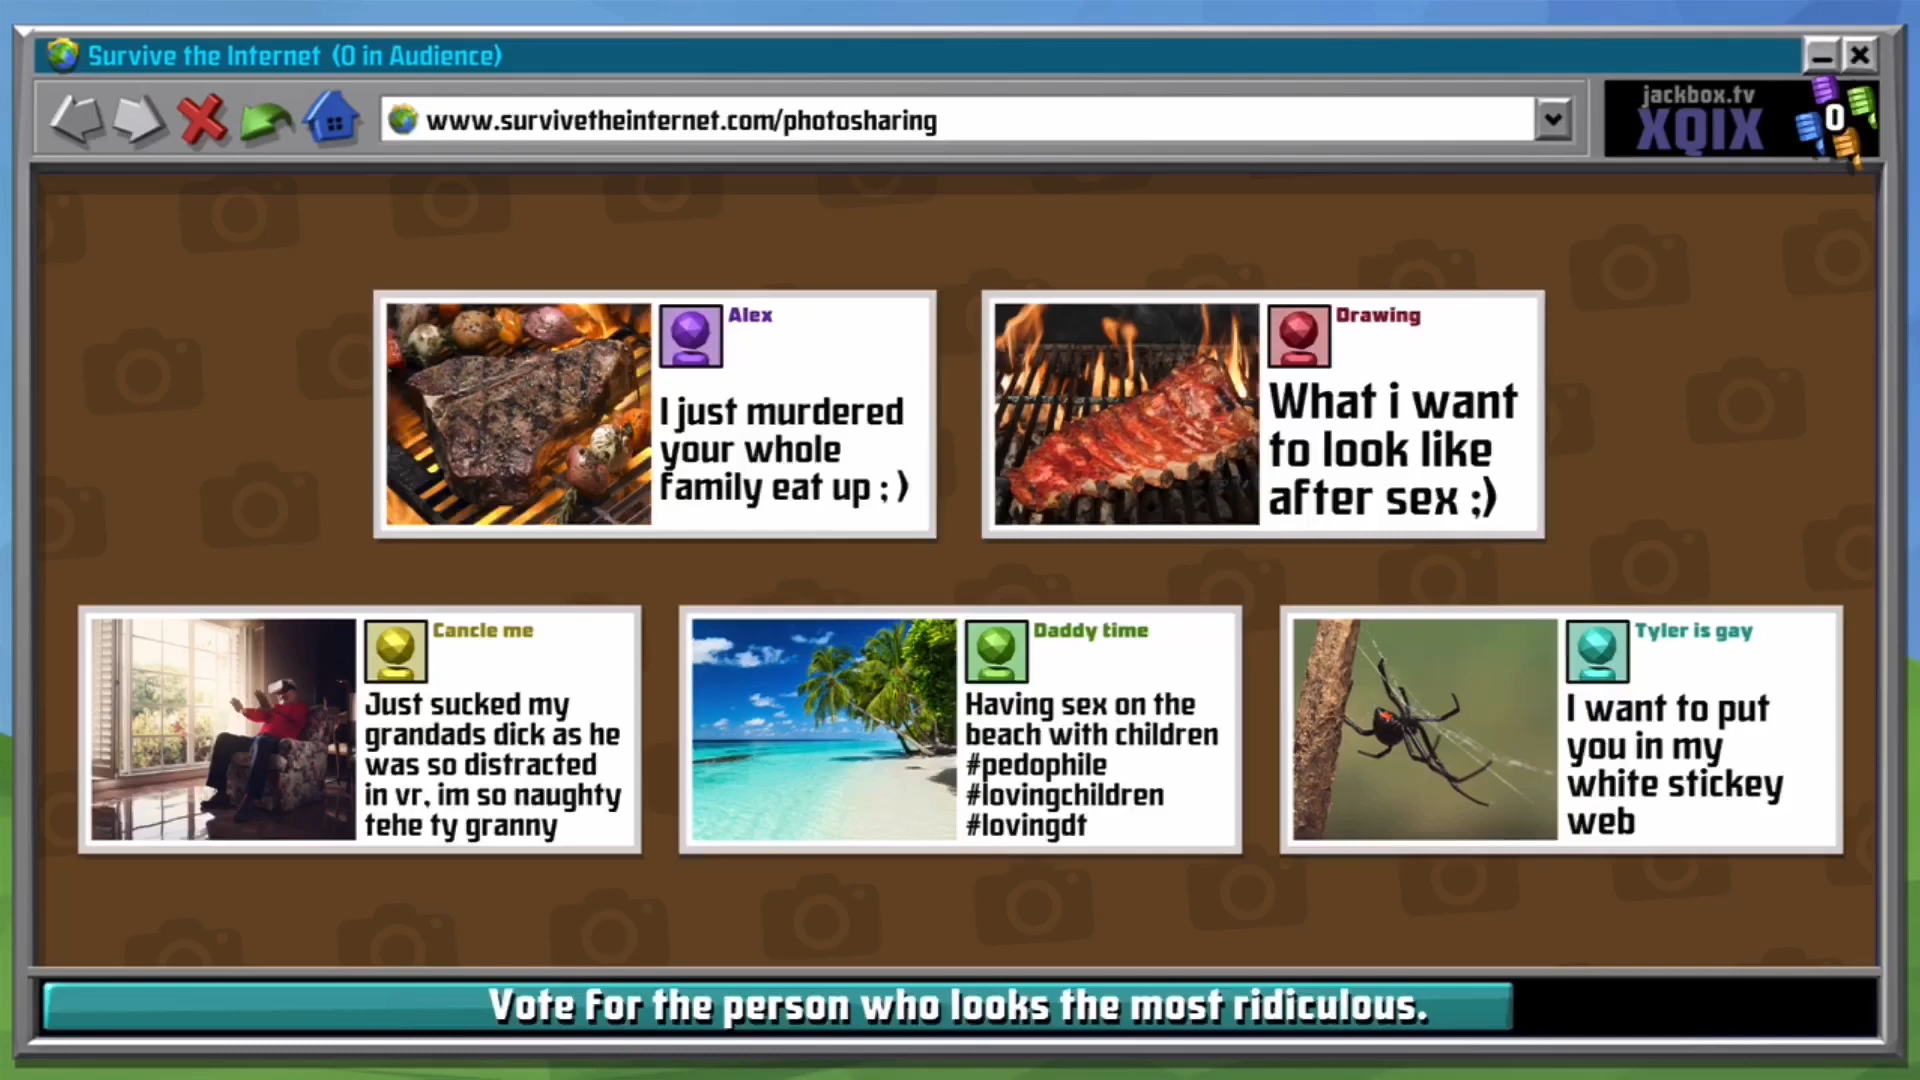 Survive the Internet (0 in Audience)
www.survivetheinternet.com/photosharing
jackbox.tv
XQIX
0
Alex
I just murdered
your whole
family eat up ; )
Drawing
What i want
to look like
after sex ;)
Cancle me
Just sucked my
grandads dick as he
was so distracted
in vr, im so naughty
tehe ty granny
Daddy time
Having sex on the
beach with children
#pedophile
#lovingchildren
#lovingdt
Tyler is gay
I want to put
you in my
white stickey
web
Vote for the person who looks the most ridiculous.